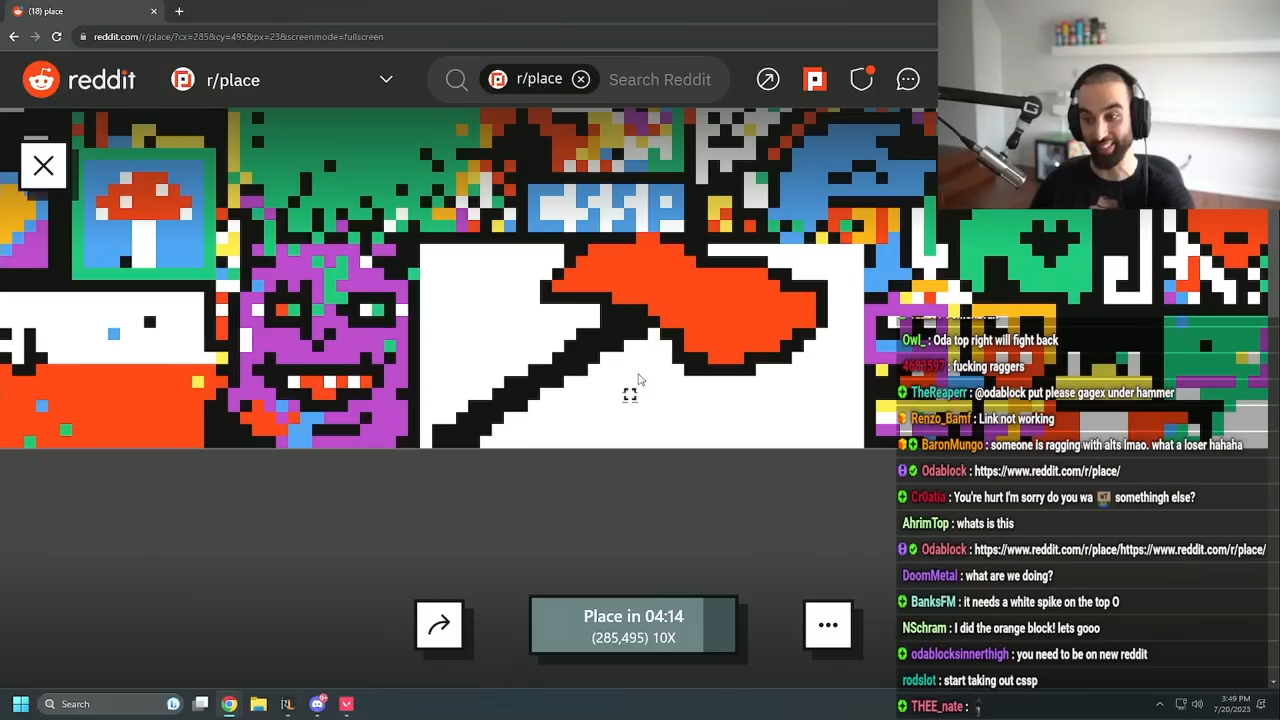 (18) place
reddit.com/r/place/?cx=285&cy=495&px=23&screenmode=fullscreen
reddit
r/place
r/place
Search Reddit
cssp
Owl_ : Oda top right will fight back
4683597 : fucking raggers
TheReaperr : @odablock put please gagex under hammer
Renzo_Bamf : Link not working
BaronMungo : someone is ragging with alts lmao. what a loser hahaha
Odablock : https://www.reddit.com/r/place/
Cr0atia : You're hurt I'm sorry do you wa somethingh else?
AhrimTop : whats is this
Odablock : https://www.reddit.com/r/place/https://www.reddit.com/r/place/
DoomMetal : what are we doing?
BanksFM : it needs a white spike on the top O
NSchram : I did the orange block! lets gooo
odablocksinnerthigh : you need to be on new reddit
rodslot : start taking out cssp
THEE_nate :
Place in 04:14
(285,495) 10X
Search
3:49 PM
7/20/2023